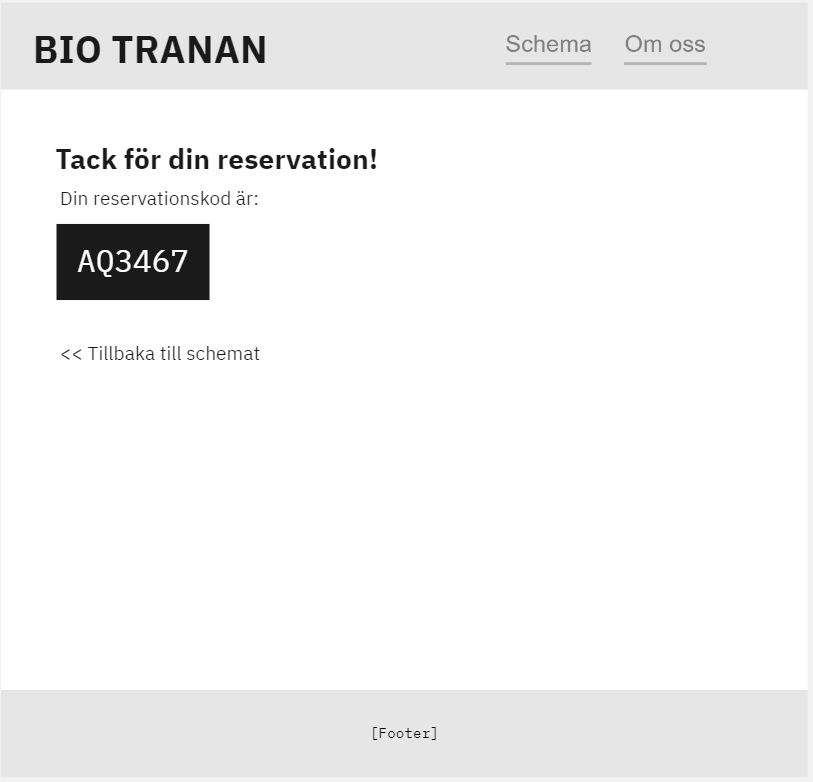 BIO TRANAN
Schema
Om oss
Tack för din reservation!
Din reservationskod är:
AQ3467
<< Tillbaka till schemat
[Footer]